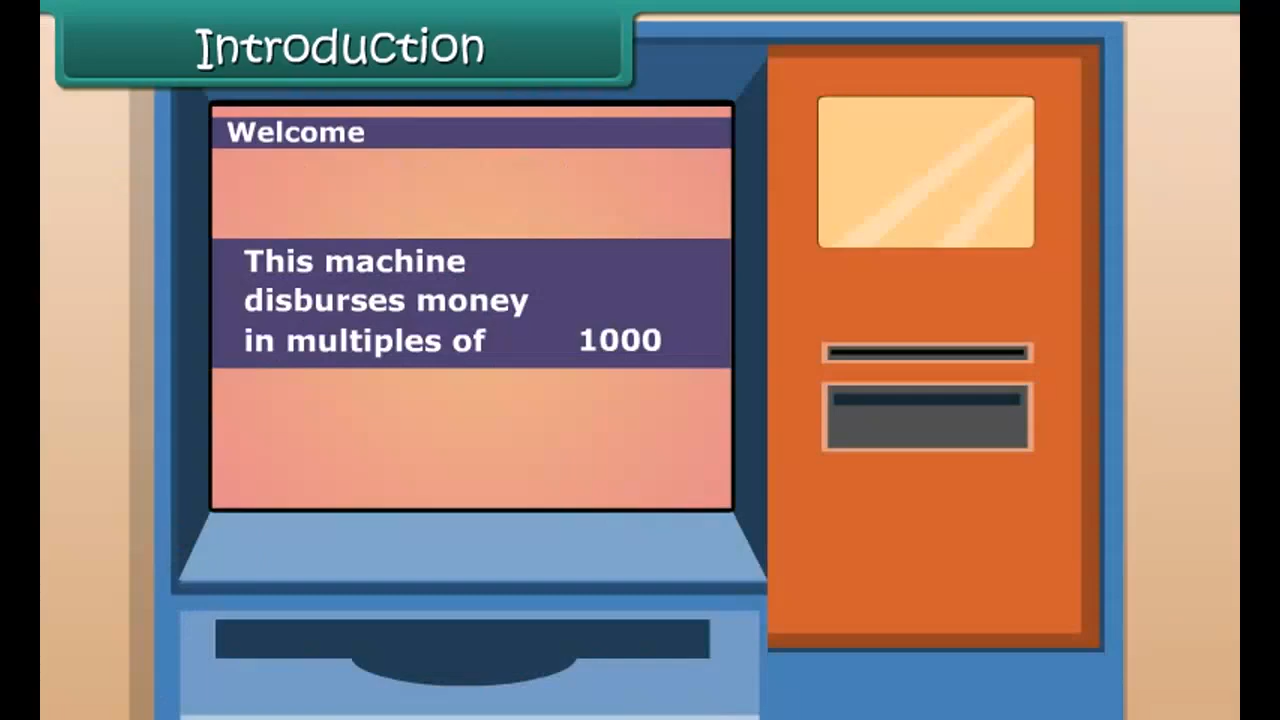 Introduction
Welcome
This machine
disburses money
in multiples of 1000